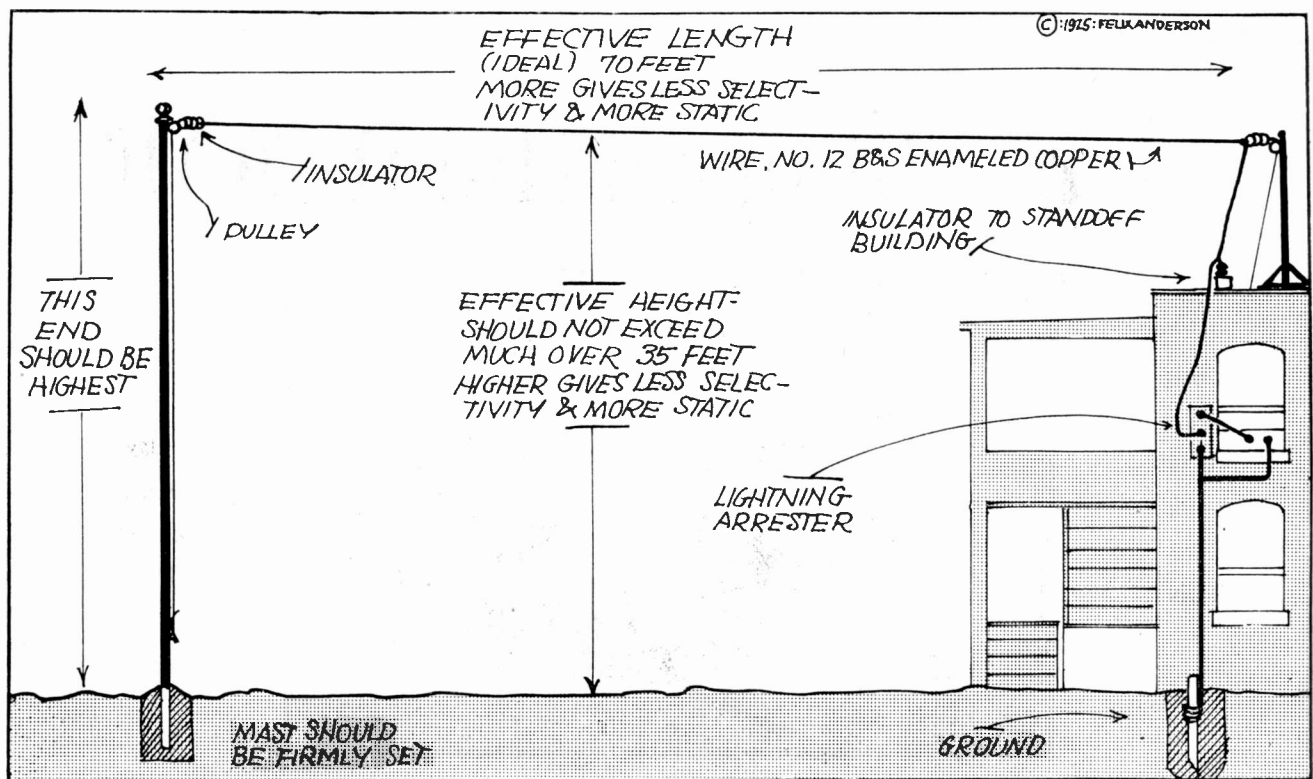 ©:1925: FELIX ANDERSON
EFFECTIVE LENGTH
(IDEAL) 70 FEET
MORE GIVES LESS SELECT-
IVITY & MORE STATIC
INSULATOR
PULLEY
WIRE, NO. 12 B&S ENAMELED COPPER
INSULATOR TO STANDOFF
BUILDING
THIS
END
SHOULD BE
HIGHEST
EFFECTIVE HEIGHT-
SHOULD NOT EXCEED
MUCH OVER 35 FEET
HIGHER GIVES LESS SELEC-
TIVITY & MORE STATIC
LIGHTNING
ARRESTER
MAST SHOULD
BE FIRMLY SET
GROUND